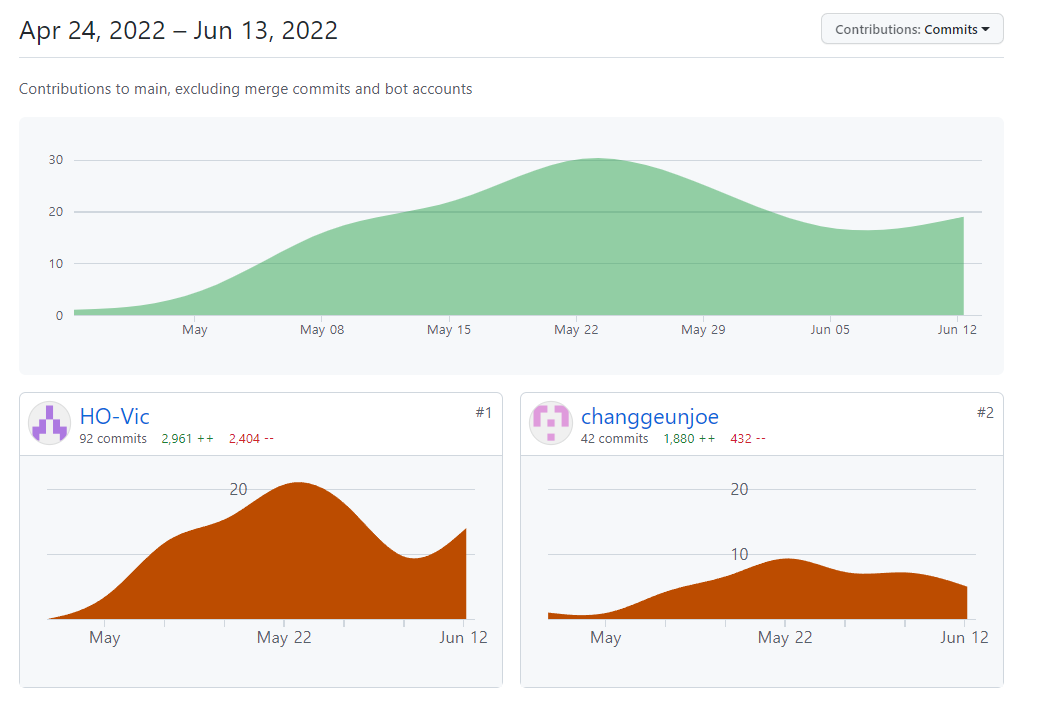 Apr 24, 2022 – Jun 13, 2022
Contributions: Commits
Contributions to main, excluding merge commits and bot accounts
30
20
10
0
May May 08 May 15 May 22 May 29 Jun 05 Jun 12
HO-Vic #1
92 commits 2,961 ++ 2,404 --
20
May May 22 Jun 12
changgeunjoe #2
42 commits 1,880 ++ 432 --
20
10
May May 22 Jun 12